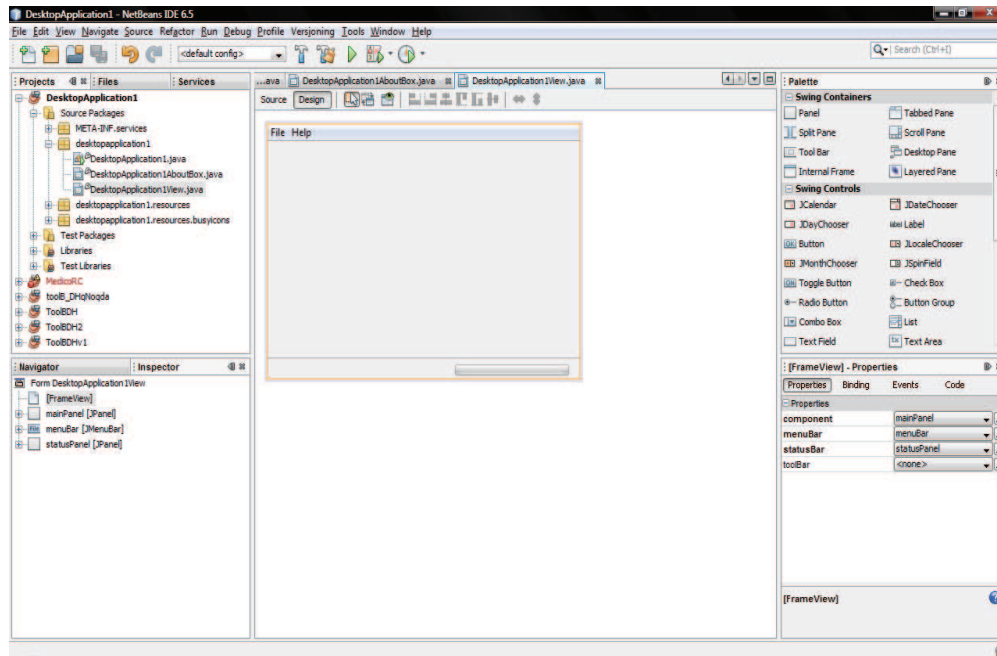 DesktopApplication1 - NetBeans IDE 6.5
File Edit View Navigate Source Refactor Run Debug Profile Versioning Tools Window Help
<default config>
Search (Ctrl+I)
Projects Files Services
DesktopApplication1
Source Packages
META-INF.services
desktopapplication1
DesktopApplication1.java
DesktopApplication1AboutBox.java
DesktopApplication1View.java
desktopapplication1.resources
desktopapplication1.resources.busyicons
Test Packages
Libraries
Test Libraries
MedicoRC
toolB_DHqNoqda
ToolBDH
ToolBDH2
ToolBDHv1
Navigator Inspector
Form DesktopApplication1View
[FrameView]
mainPanel [JPanel]
menuBar [JMenuBar]
statusPanel [JPanel]
...ava DesktopApplication1AboutBox.java DesktopApplication1View.java
Source Design
File Help
Palette
Swing Containers
Panel Tabbed Pane
Split Pane Scroll Pane
Tool Bar Desktop Pane
Internal Frame Layered Pane
Swing Controls
JCalendar JDateChooser
JDayChooser label Label
OK Button JLocaleChooser
JMonthChooser JSpinField
OK Toggle Button Check Box
Radio Button Button Group
Combo Box List
Text Field Text Area
[FrameView] - Properties
Properties Binding Events Code
Properties
component mainPanel
menuBar menuBar
statusBar statusPanel
toolBar <none>
[FrameView]